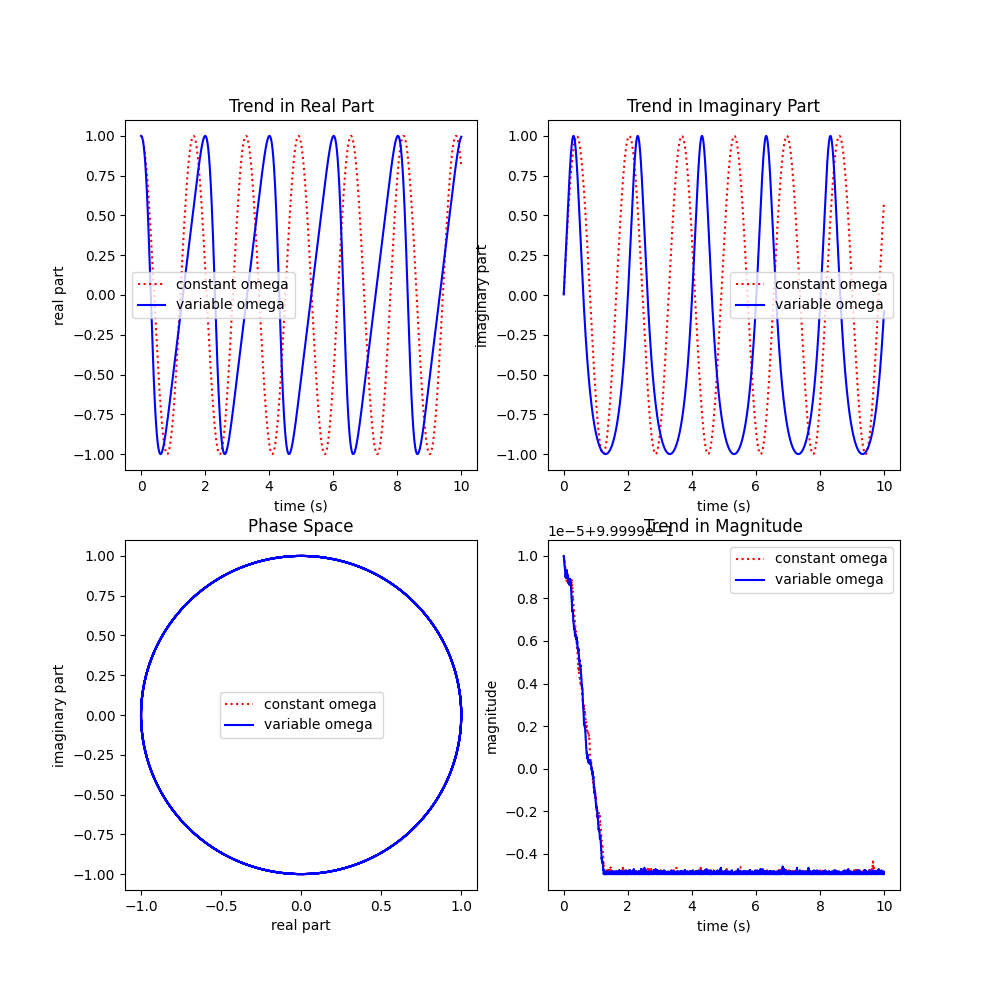 Trend in Real Part
1.00
0.75
0.50
0.25
0.00
−0.25
−0.50
−0.75
−1.00
real part
constant omega
variable omega
0 2 4 6 8 10
time (s)
Trend in Imaginary Part
1.00
0.75
0.50
0.25
0.00
−0.25
−0.50
−0.75
−1.00
imaginary part
constant omega
variable omega
0 2 4 6 8 10
time (s)
Phase Space
1.00
0.75
0.50
0.25
0.00
−0.25
−0.50
−0.75
−1.00
imaginary part
constant omega
variable omega
−1.0 −0.5 0.0 0.5 1.0
real part
Trend in Magnitude
1e−5+9.9999e−1
1.0
0.8
0.6
0.4
0.2
0.0
−0.2
−0.4
magnitude
constant omega
variable omega
0 2 4 6 8 10
time (s)